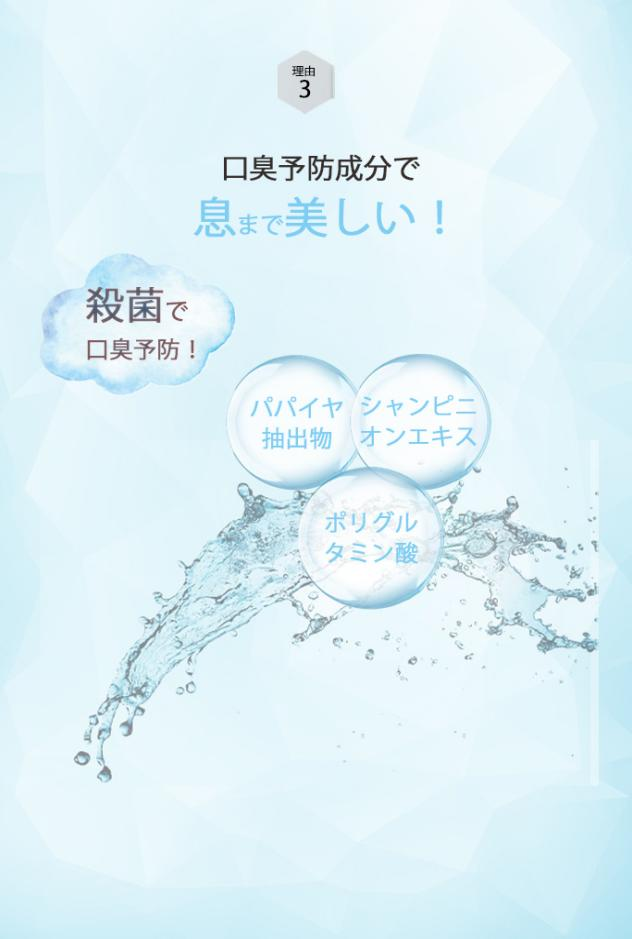 理由
3
口臭予防成分で
息まで美しい！
殺菌で
口臭予防！
パパイヤ
抽出物
シャンピニ
オンエキス
ポリグル
タミン酸